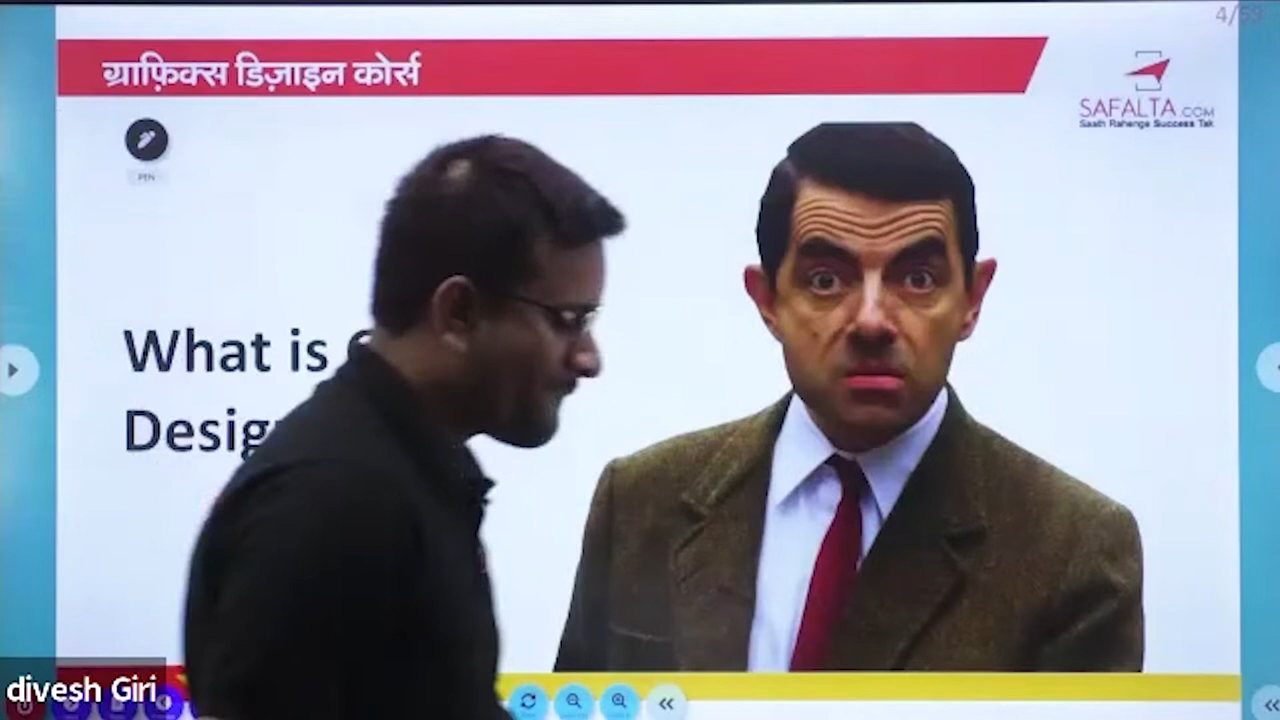 4/59
ग्राफ़िक्स डिज़ाइन कोर्स
SAFALTA.COM
Saath Rahenge Success Tak
PEN
What is
Desig
divesh Giri